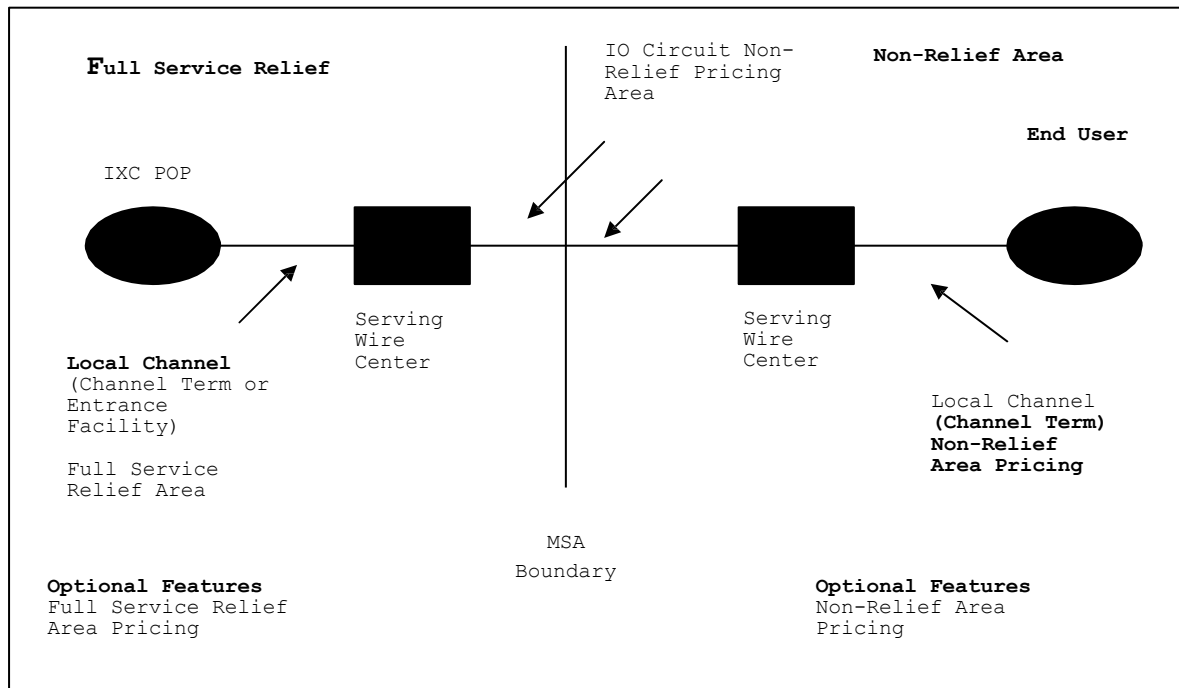 Full Service Relief
IO Circuit Non-
Relief Pricing
Area
Non-Relief Area
End User
IXC POP
Serving
Wire
Center
Serving
Wire
Center
Local Channel
(Channel Term or
Entrance
Facility)
Full Service
Relief Area
Local Channel
(Channel Term)
Non-Relief
Area Pricing
MSA
Boundary
Optional Features
Full Service Relief
Area Pricing
Optional Features
Non-Relief Area
Pricing